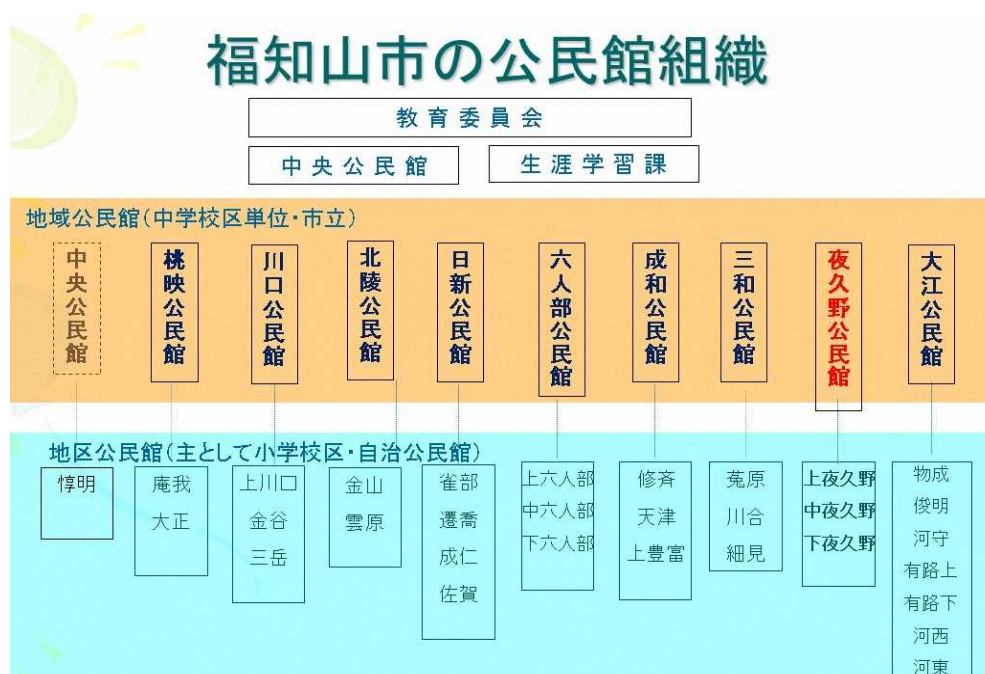 福知山市の公民館組織
教育委員会
中央公民館
生涯学習課
地域公民館(中学校区単位・市立)
中央公民館
桃映公民館
川口公民館
北陵公民館
日新公民館
六人部公民館
成和公民館
三和公民館
夜久野公民館
大江公民館
地区公民館(主として小学校区・自治公民館)
惇明
庵我
大正
上川口
金谷
三岳
金山
雲原
雀部
遷喬
成仁
佐賀
上六人部
中六人部
下六人部
修斉
天津
上豊富
菟原
川合
細見
上夜久野
中夜久野
下夜久野
物成
俊明
河守
有路上
有路下
河西
河東